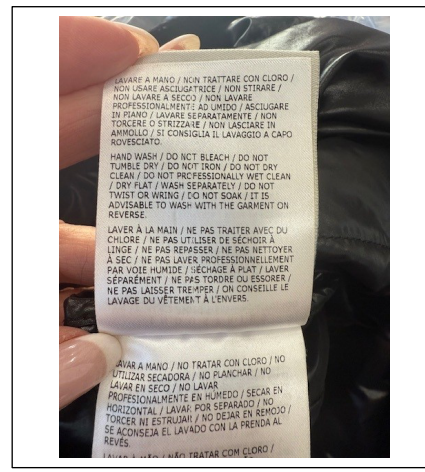 LAVARE A MANO / NON TRATTARE CON CLORO /
NON USARE ASCIUGATRICE / NON STIRARE /
NON LAVARE A SECCO / NON LAVARE
PROFESSIONALMENTE AD UMIDO / ASCIUGARE
IN PIANO / LAVARE SEPARATAMENTE / NON
TORCERE O STRIZZARE / NON LASCIARE IN
AMMOLLO / SI CONSIGLIA IL LAVAGGIO A CAPO
ROVESCIATO.
HAND WASH / DO NOT BLEACH / DO NOT
TUMBLE DRY / DO NOT IRON / DO NOT DRY
CLEAN / DO NOT PROFESSIONALLY WET CLEAN
/ DRY FLAT / WASH SEPARATELY / DO NOT
TWIST OR WRING / DO NOT SOAK / IT IS
ADVISABLE TO WASH WITH THE GARMENT ON
REVERSE.
LAVER À LA MAIN / NE PAS TRAITER AVEC DU
CHLORE / NE PAS UTILISER DE SÉCHOIR À
LINGE / NE PAS REPASSER / NE PAS NETTOYER
À SEC / NE PAS LAVER PROFESSIONNELLEMENT
PAR VOIE HUMIDE / SÉCHAGE À PLAT / LAVER
SÉPARÉMENT / NE PAS TORDRE OU ESSORER /
NE PAS LAISSER TREMPER / ON CONSEILLE LE
LAVAGE DU VÊTEMENT À L'ENVERS.
LAVAR A MANO / NO TRATAR CON CLORO / NO
UTILIZAR SECADORA / NO PLANCHAR / NO
LAVAR EN SECO / NO LAVAR
PROFESIONALMENTE EN HÚMEDO / SECAR EN
HORIZONTAL / LAVAR POR SEPARADO / NO
TORCER NI ESTRUJAR / NO DEJAR EN REMOJO /
SE ACONSEJA EL LAVADO CON LA PRENDA AL
REVÉS.
LAVAR À MÃO / NÃO TRATAR COM CLORO /